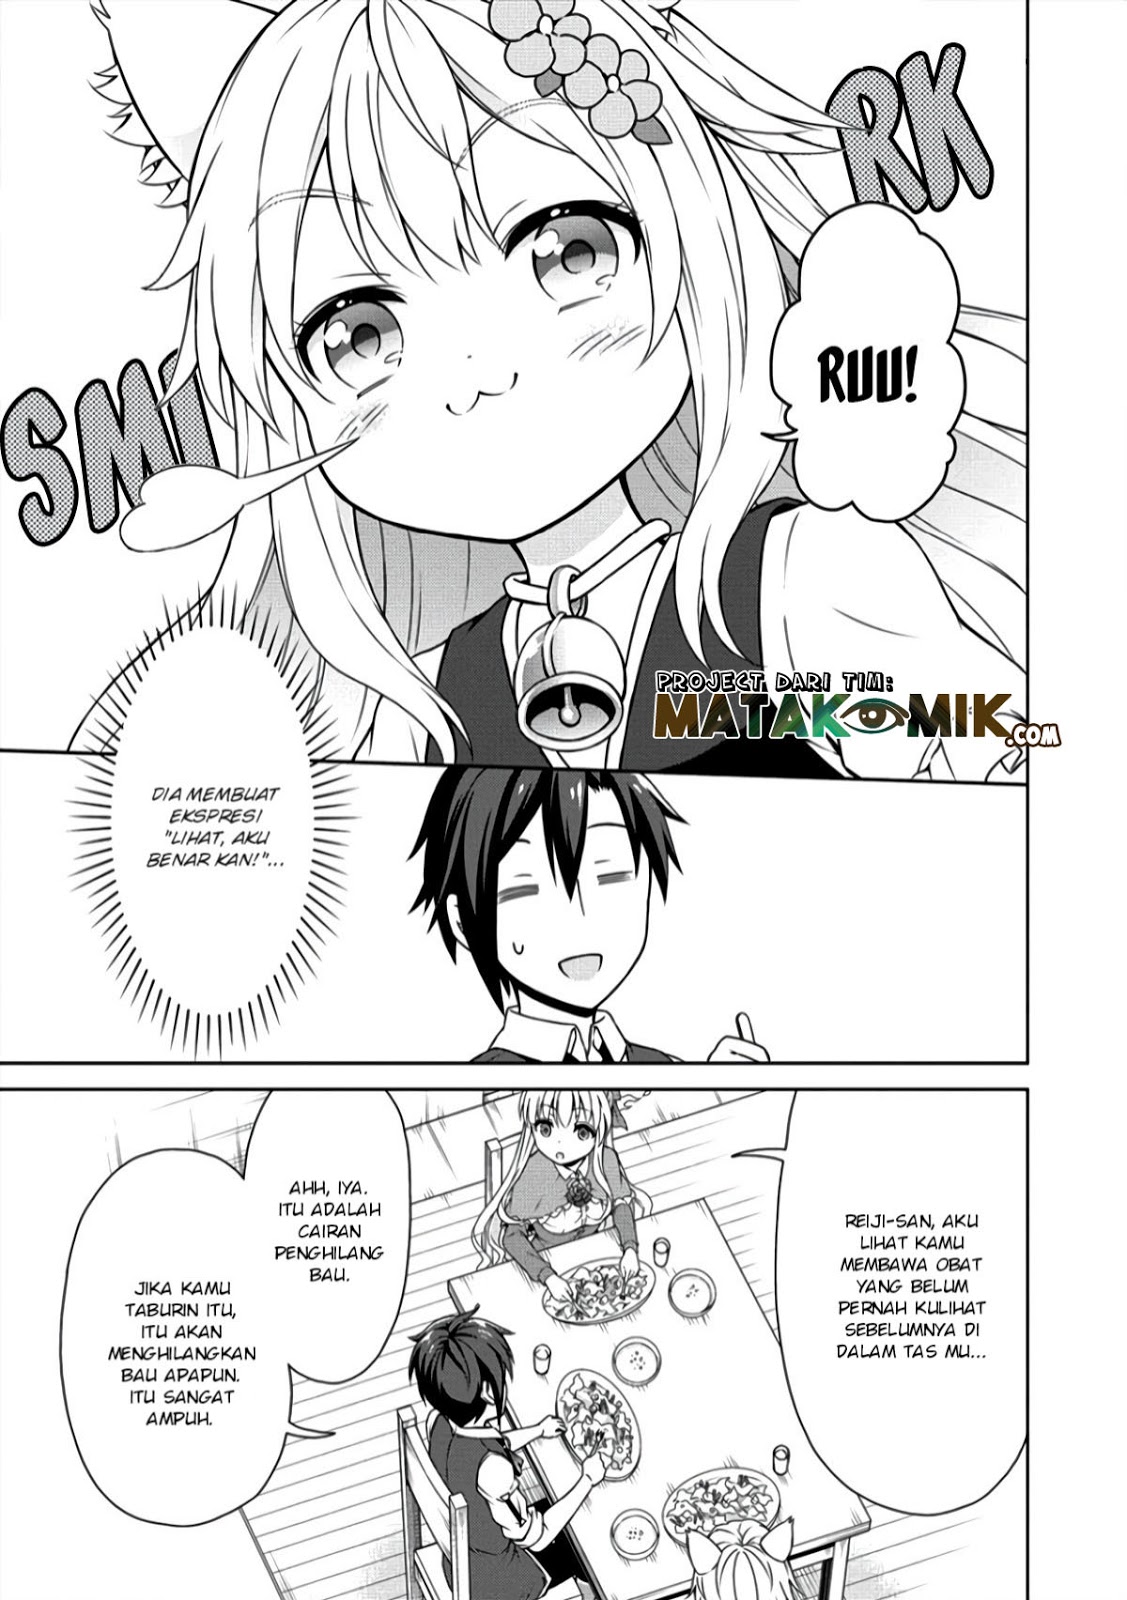 SMI
RK
RUU!
PROJECT DARI TIM:
MATAKOMIK.COM
DIA MEMBUAT
EKSPRESI
"LIHAT, AKU
BENAR KAN!"...
REIJI-SAN, AKU
LIHAT KAMU
MEMBAWA OBAT
YANG BELUM
PERNAH KULIHAT
SEBELUMNYA DI
DALAM TAS MU...
AHH, IYA.
ITU ADALAH
CAIRAN
PENGHILANG
BAU.
JIKA KAMU
TABURIN ITU,
ITU AKAN
MENGHILANGKAN
BAU APAPUN.
ITU SANGAT
AMPUH.